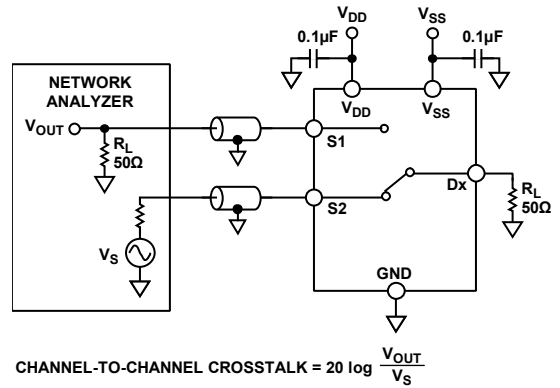 V_DD
V_SS
0.1µF
0.1µF
NETWORK
ANALYZER
V_DD
V_SS
V_OUT
S1
R_L
50Ω
S2
Dx
R_L
50Ω
V_S
GND
CHANNEL-TO-CHANNEL CROSSTALK = 20 log V_OUT
V_S